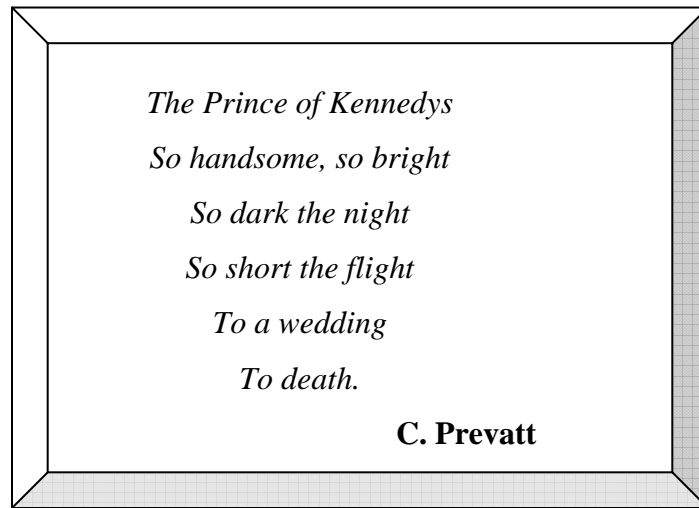 The Prince of Kennedys
So handsome, so bright
So dark the night
So short the flight
To a wedding
To death.
C. Prevatt